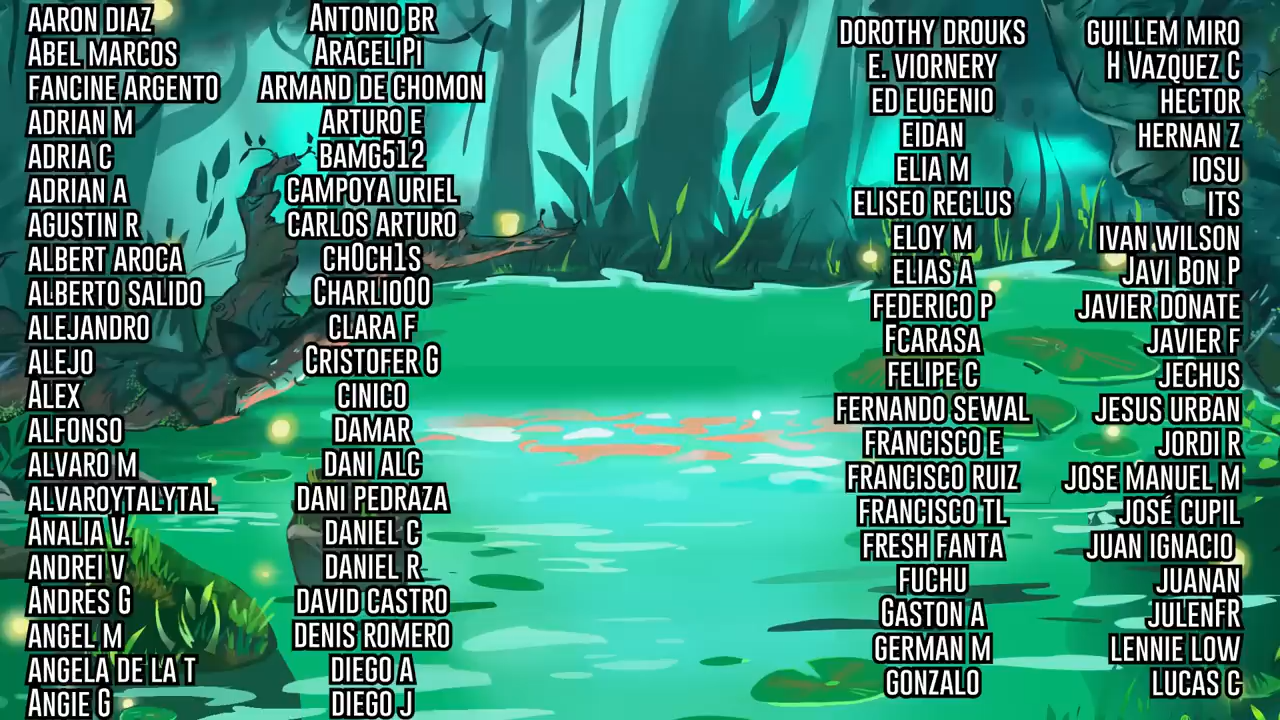 AARON DIAZ
ABEL MARCOS
FANCINE ARGENTO
ADRIAN M
ADRIA C
ADRIAN A
AGUSTIN R
ALBERT AROCA
ALBERTO SALIDO
ALEJANDRO
ALEJO
ALEX
ALFONSO
ALVARO M
ALVAROYTALYTAL
ANALIA V.
ANDREI V
ANDRES G
ANGEL M
ANGELA DE LA T
ANGIE G
ANTONIO BR
ARACELIPI
ARMAND DE CHOMON
ARTURO E
BAMG512
CAMPOYA URIEL
CARLOS ARTURO
CH0CH1S
CHARLIO00
CLARA F
CRISTOFER G
CINICO
DAMAR
DANI ALC
DANI PEDRAZA
DANIEL C
DANIEL R
DAVID CASTRO
DENIS ROMERO
DIEGO A
DIEGO J
DOROTHY DROUKS
E. VIORNERY
ED EUGENIO
EIDAN
ELIA M
ELISEO RECLUS
ELOY M
ELIAS A
FEDERICO P
FCARASA
FELIPE C
FERNANDO SEWAL
FRANCISCO E
FRANCISCO RUIZ
FRANCISCO TL
FRESH FANTA
FUCHU
GASTON A
GERMAN M
GONZALO
GUILLEM MIRO
H VAZQUEZ C
HECTOR
HERNAN Z
IOSU
ITS
IVAN WILSON
JAVI BON P
JAVIER DONATE
JAVIER F
JECHUS
JESUS URBAN
JORDI R
JOSE MANUEL M
JOSÉ CUPIL
JUAN IGNACIO
JUANAN
JULENFR
LENNIE LOW
LUCAS C